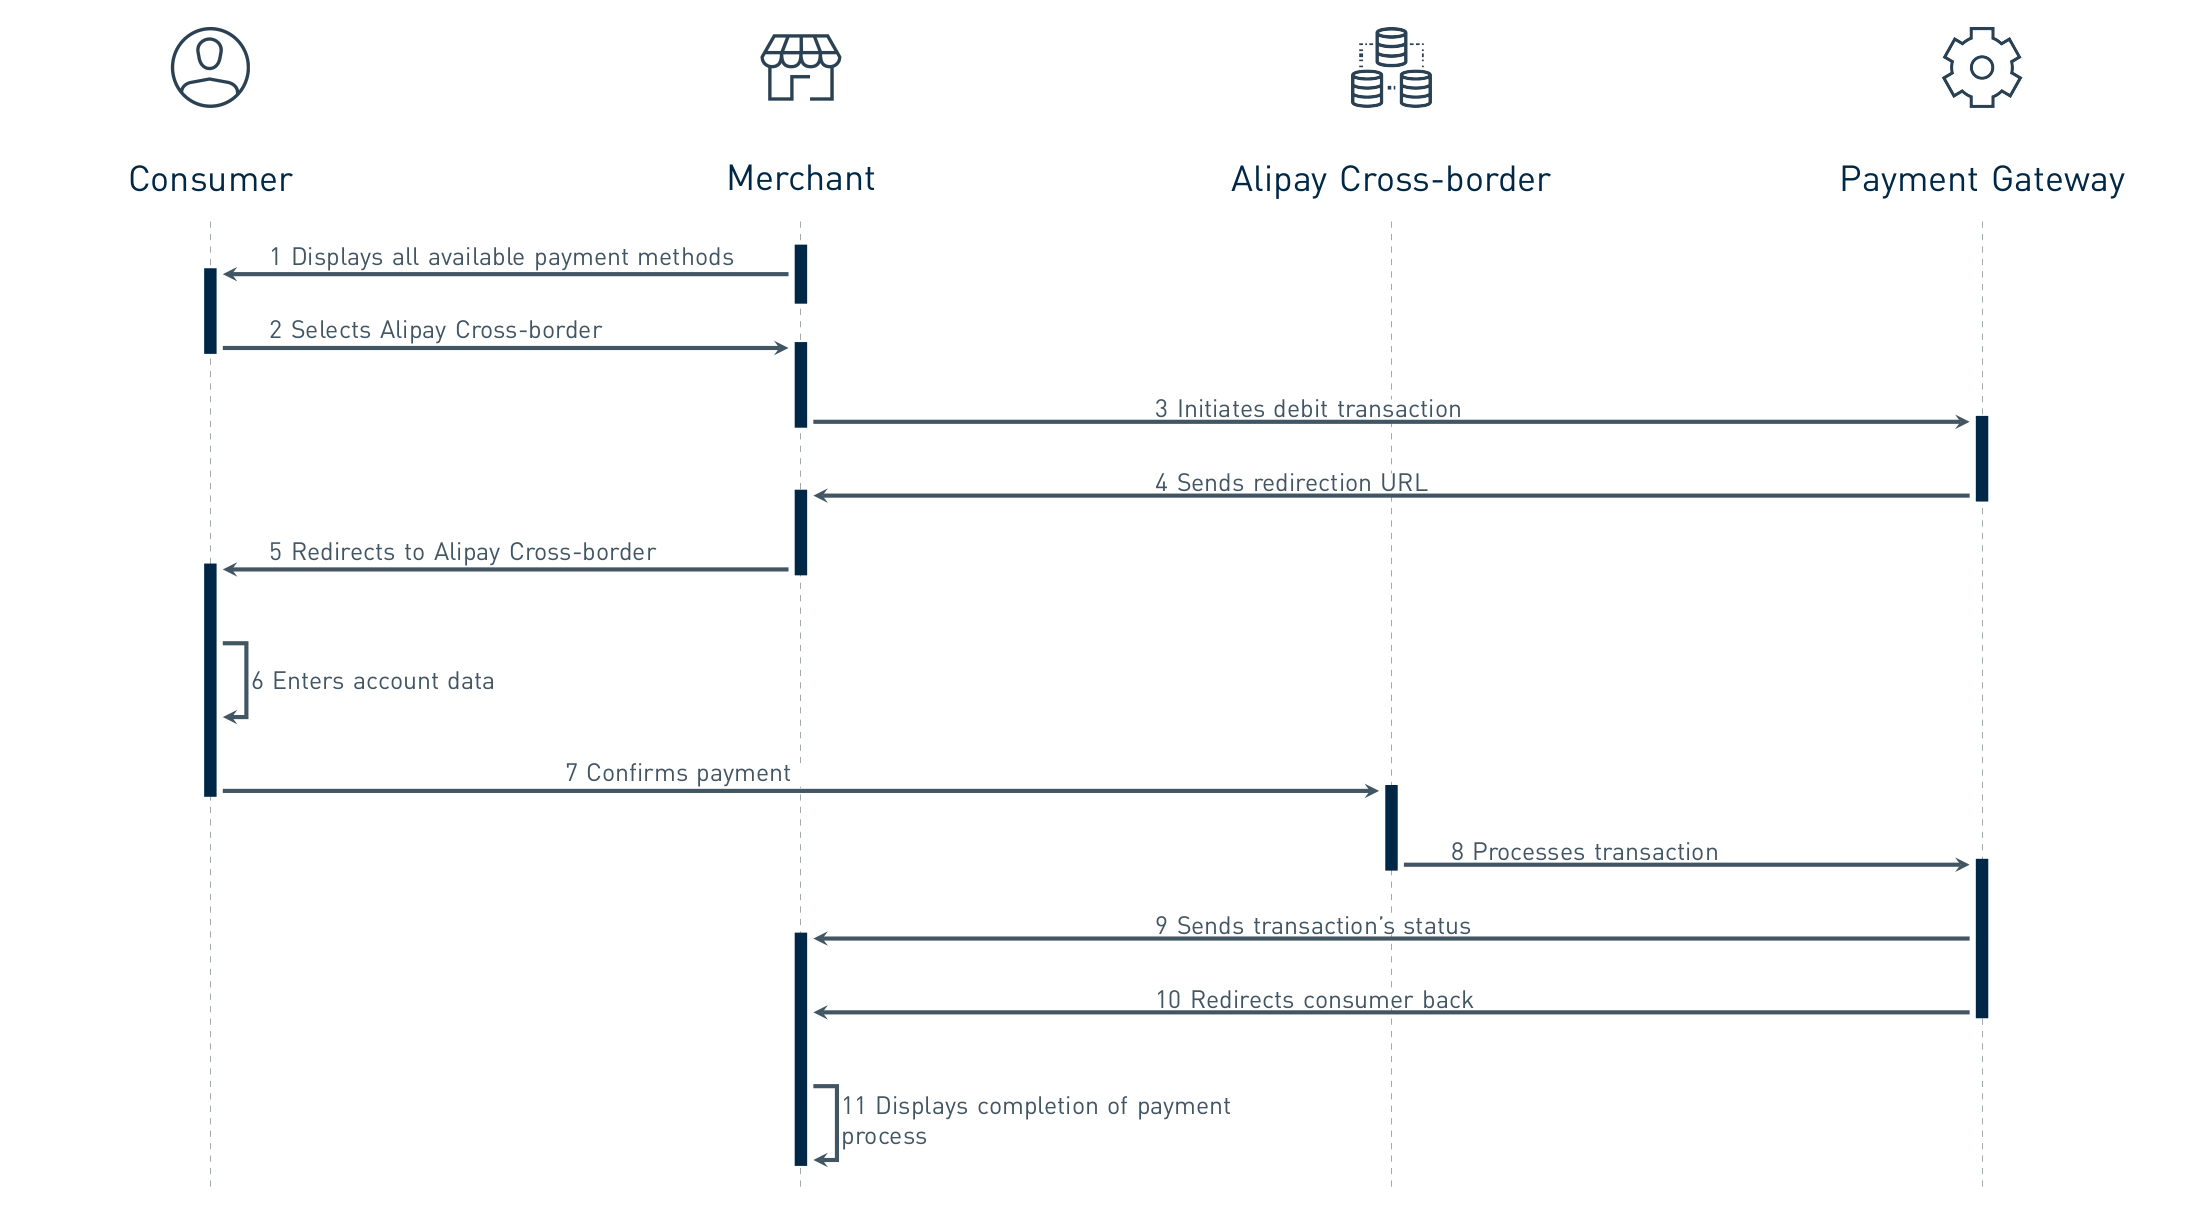 Consumer
Merchant
Alipay Cross-border
Payment Gateway
1 Displays all available payment methods
2 Selects Alipay Cross-border
3 Initiates debit transaction
4 Sends redirection URL
5 Redirects to Alipay Cross-border
6 Enters account data
7 Confirms payment
8 Processes transaction
9 Sends transaction's status
10 Redirects consumer back
11 Displays completion of payment
process